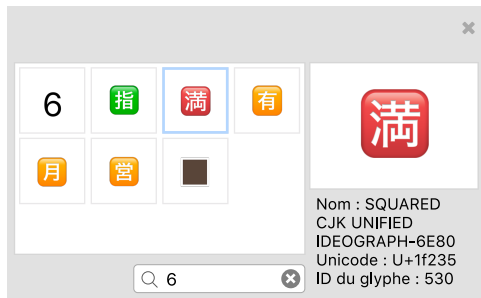 6 指 満 有
月 営
6
満
Nom : SQUARED
CJK UNIFIED
IDEOGRAPH-6E80
Unicode : U+1f235
ID du glyphe : 530